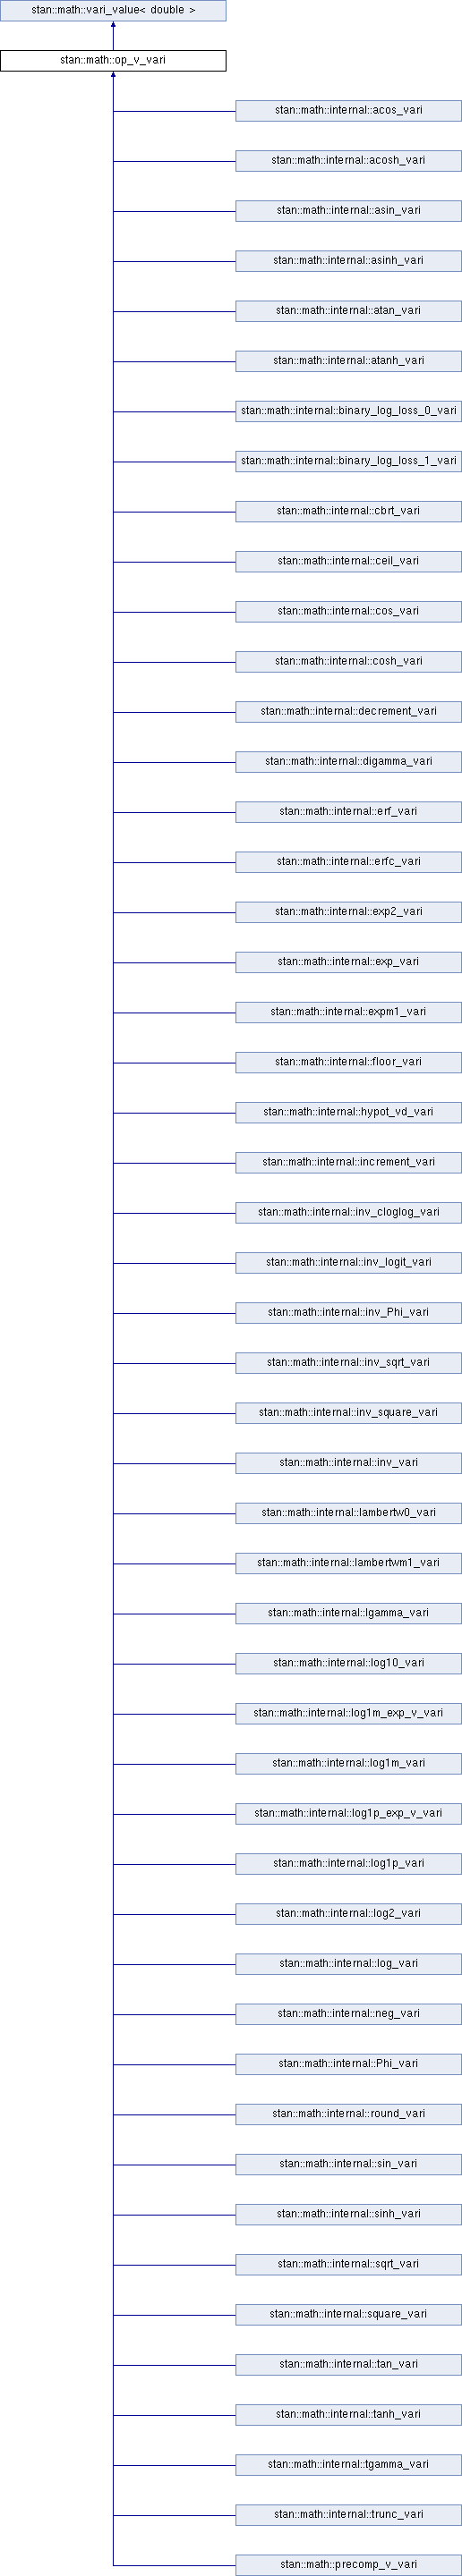 stan::math::vari_value< double >
stan::math::op_v_vari
stan::math::internal::acos_vari
stan::math::internal::acosh_vari
stan::math::internal::asin_vari
stan::math::internal::asinh_vari
stan::math::internal::atan_vari
stan::math::internal::atanh_vari
stan::math::internal::binary_log_loss_0_vari
stan::math::internal::binary_log_loss_1_vari
stan::math::internal::cbrt_vari
stan::math::internal::ceil_vari
stan::math::internal::cos_vari
stan::math::internal::cosh_vari
stan::math::internal::decrement_vari
stan::math::internal::digamma_vari
stan::math::internal::erf_vari
stan::math::internal::erfc_vari
stan::math::internal::exp2_vari
stan::math::internal::exp_vari
stan::math::internal::expm1_vari
stan::math::internal::floor_vari
stan::math::internal::hypot_vd_vari
stan::math::internal::increment_vari
stan::math::internal::inv_cloglog_vari
stan::math::internal::inv_logit_vari
stan::math::internal::inv_Phi_vari
stan::math::internal::inv_sqrt_vari
stan::math::internal::inv_square_vari
stan::math::internal::inv_vari
stan::math::internal::lambertw0_vari
stan::math::internal::lambertwm1_vari
stan::math::internal::lgamma_vari
stan::math::internal::log10_vari
stan::math::internal::log1m_exp_v_vari
stan::math::internal::log1m_vari
stan::math::internal::log1p_exp_v_vari
stan::math::internal::log1p_vari
stan::math::internal::log2_vari
stan::math::internal::log_vari
stan::math::internal::neg_vari
stan::math::internal::Phi_vari
stan::math::internal::round_vari
stan::math::internal::sin_vari
stan::math::internal::sinh_vari
stan::math::internal::sqrt_vari
stan::math::internal::square_vari
stan::math::internal::tan_vari
stan::math::internal::tanh_vari
stan::math::internal::tgamma_vari
stan::math::internal::trunc_vari
stan::math::precomp_v_vari